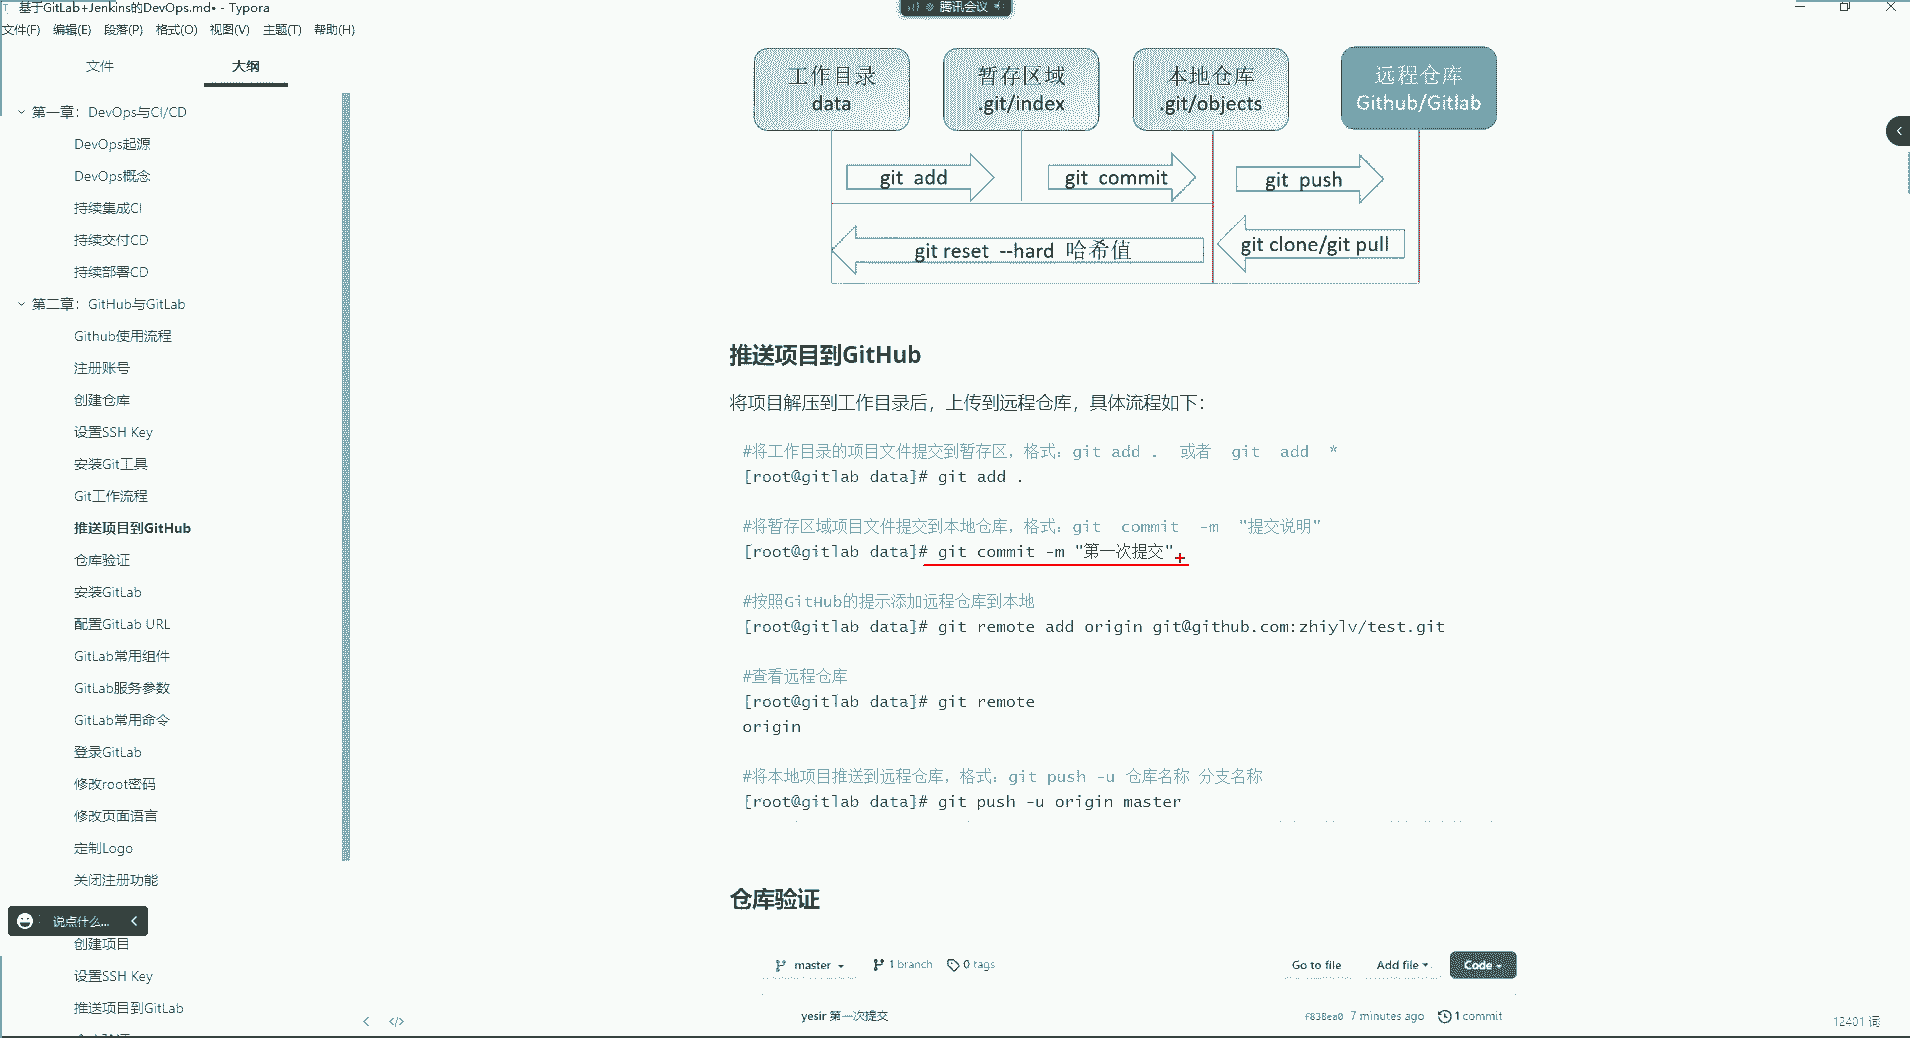 基于GitLab+Jenkins的DevOps.md• - Typora
腾讯会议
文件(F) 编辑(E) 段落(P) 格式(O) 视图(V) 主题(T) 帮助(H)
文件 大纲
第一章：DevOps与CI/CD
DevOps起源
DevOps概念
持续集成CI
持续交付CD
持续部署CD
第二章：GitHub与GitLab
Github使用流程
注册账号
创建仓库
设置SSH Key
安装Git工具
Git工作流程
推送项目到GitHub
仓库验证
安装GitLab
配置GitLab URL
GitLab常用组件
GitLab服务参数
GitLab常用命令
登录GitLab
修改root密码
修改页面语言
定制Logo
关闭注册功能
说点什么...
创建项目
设置SSH Key
推送项目到GitLab
工作目录
data
暂存区域
.git/index
本地仓库
.git/objects
远程仓库
Github/Gitlab
git add
git commit
git push
git reset --hard 哈希值
git clone/git pull
推送项目到GitHub
将项目解压到工作目录后，上传到远程仓库，具体流程如下：
#将工作目录的项目文件提交到暂存区，格式：git add . 或者 git add *
[root@gitlab data]# git add .
#将暂存区域项目文件提交到本地仓库，格式：git commit -m "提交说明"
[root@gitlab data]# git commit -m "第一次提交"
#按照GitHub的提示添加远程仓库到本地
[root@gitlab data]# git remote add origin git@github.com:zhiylv/test.git
#查看远程仓库
[root@gitlab data]# git remote
origin
#将本地项目推送到远程仓库，格式：git push -u 仓库名称 分支名称
[root@gitlab data]# git push -u origin master
仓库验证
master 1 branch 0 tags Go to file Add file Code
yesir 第一次提交 f838ea0 7 minutes ago 1 commit
12401 词